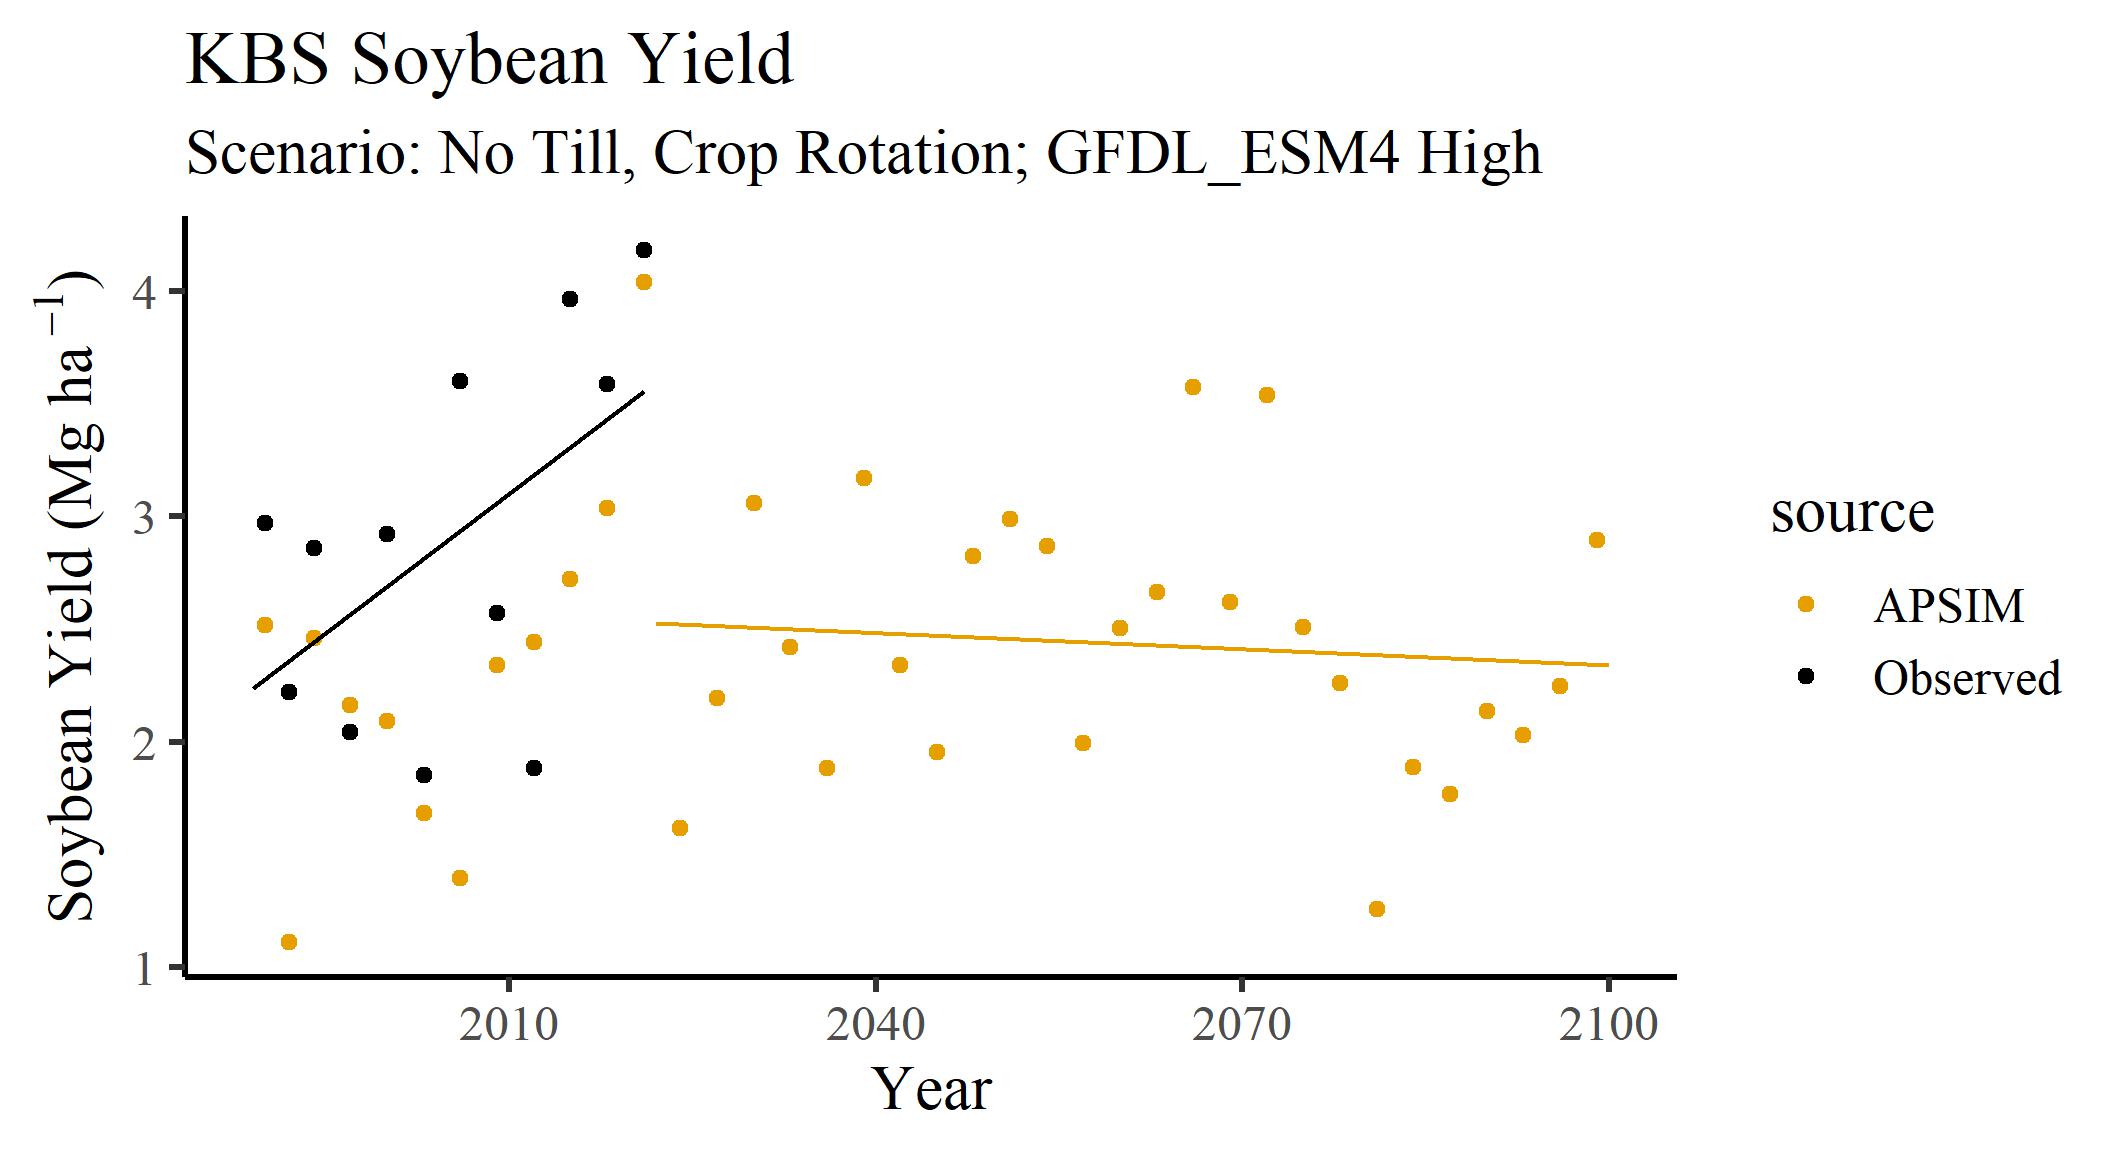 KBS Soybean Yield
Scenario: No Till, Crop Rotation; GFDL_ESM4 High
Soybean Yield (Mg ha⁻¹)
4
3
2
1
2010 2040 2070 2100
Year
source
APSIM
Observed